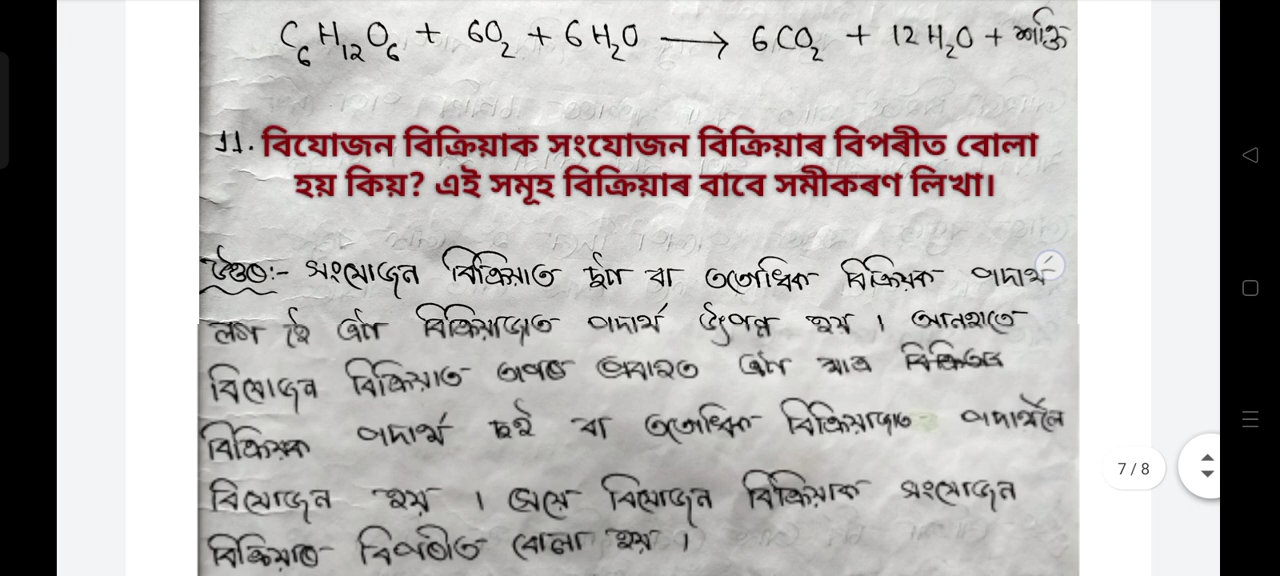 C₆H₁₂O₆ + 6O₂ + 6H₂O ⟶ 6CO₂ + 12H₂O + শক্তি
11. বিযোজন বিক্ৰিয়াক সংযোজন বিক্ৰিয়াৰ বিপৰীত বোলা
হয় কিয়? এই সমূহ বিক্ৰিয়াৰ বাবে সমীকৰণ লিখা।
উত্তৰ:- সংযোজন বিক্ৰিয়াত দুটা বা ততোধিক বিক্ৰিয়ক পদাৰ্থ
লগ হৈ এটা বিক্ৰিয়াজাত পদাৰ্থ উৎপন্ন হয় । আনহাতে
বিযোজন বিক্ৰিয়াত এটা মাত্ৰ
বিক্ৰিয়ক পদাৰ্থ দুই বা ততোধিক বিক্ৰিয়াজাত পদাৰ্থলৈ
বিযোজন হয় । সেয়ে বিযোজন বিক্ৰিয়াক সংযোজন
বিক্ৰিয়াৰ বিপৰীত বোলা হয় ।
7 / 8